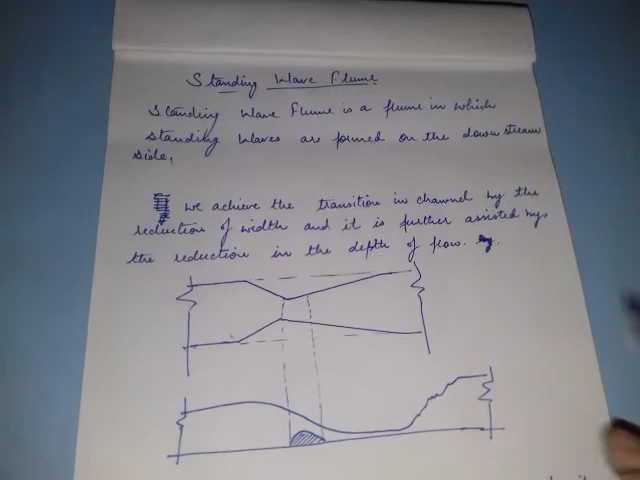 Standing Wave Flume
Standing Wave Flume is a flume in which
standing waves are formed on the down stream
side,
we achieve the transition in channel by the
reduction of width and it is further assisted by
the reduction in the depth of flow.